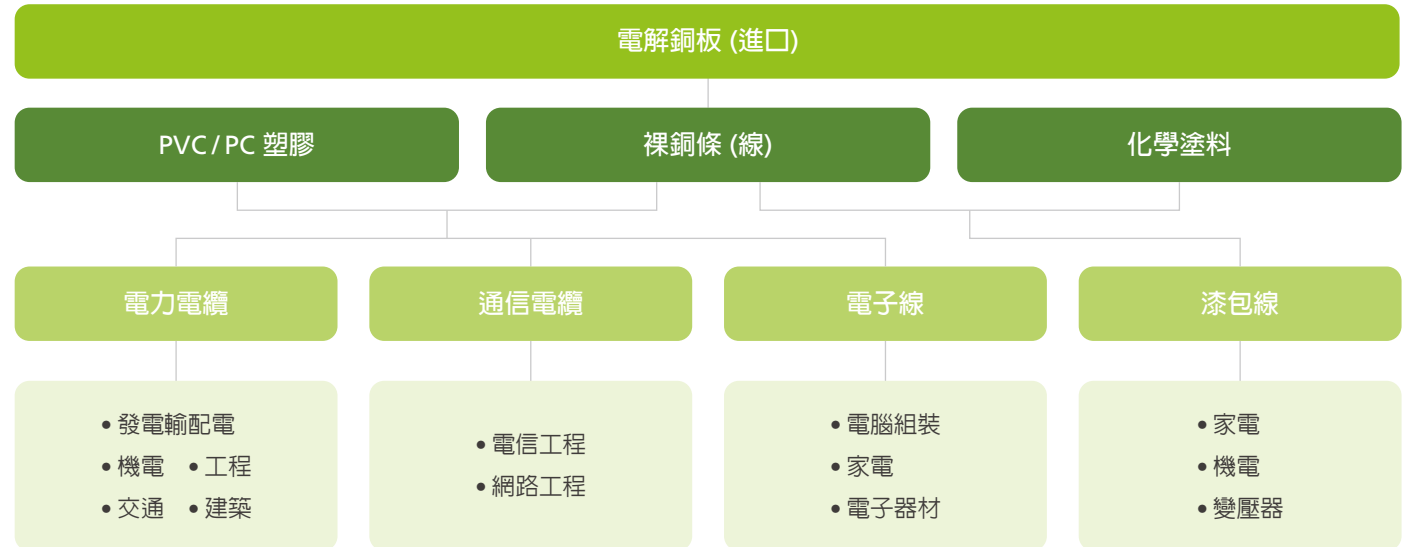 電解銅板 (進口)
PVC / PC 塑膠
裸銅條 (線)
化學塗料
電力電纜
通信電纜
電子線
漆包線
• 發電輸配電
• 機電 • 工程
• 交通 • 建築
• 電信工程
• 網路工程
• 電腦組裝
• 家電
• 電子器材
• 家電
• 機電
• 變壓器